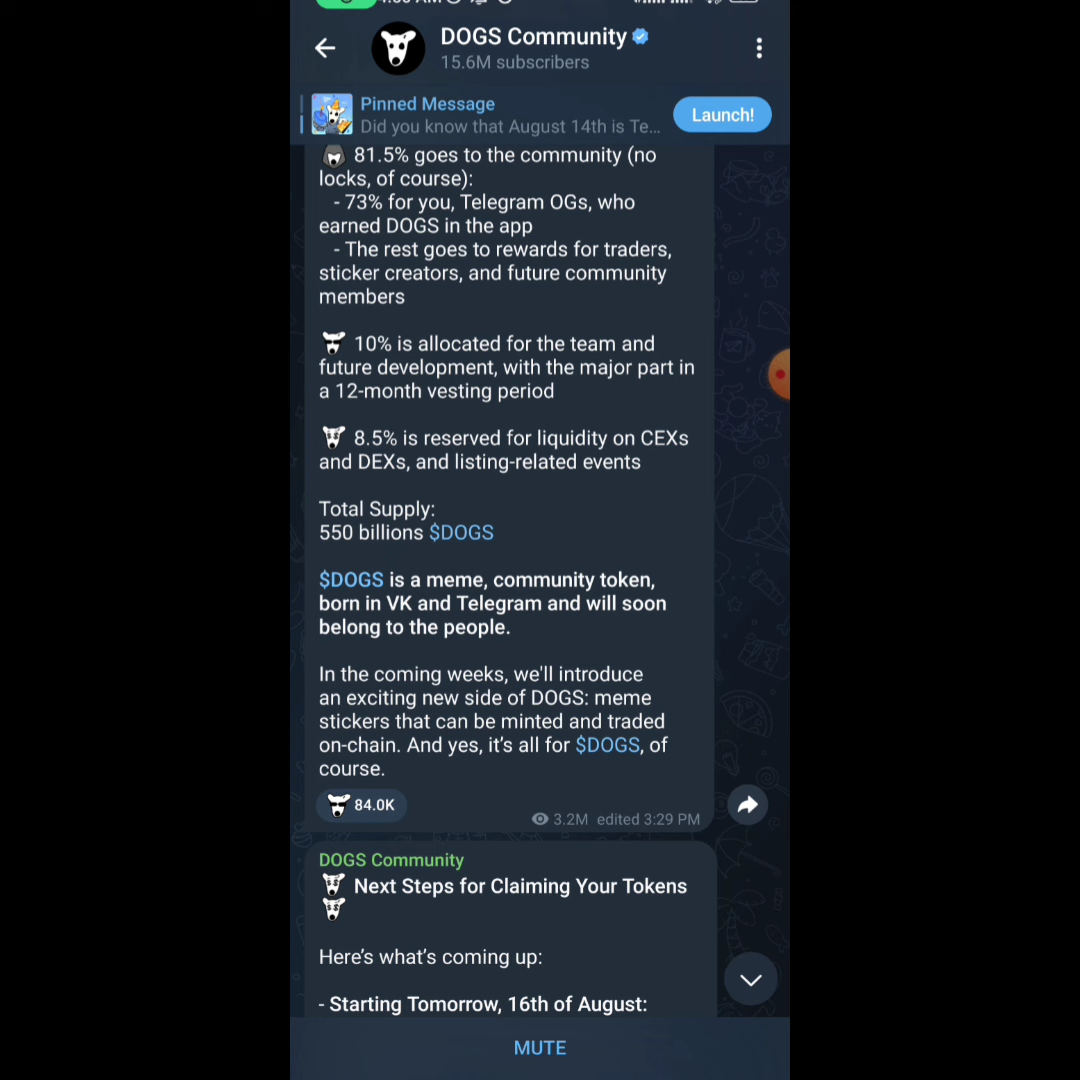 DOGS Community
15.6M subscribers
Pinned Message
Did you know that August 14th is Te...
Launch!
81.5% goes to the community (no
locks, of course):
- 73% for you, Telegram OGs, who
earned DOGS in the app
- The rest goes to rewards for traders,
sticker creators, and future community
members
10% is allocated for the team and
future development, with the major part in
a 12-month vesting period
8.5% is reserved for liquidity on CEXs
and DEXs, and listing-related events
Total Supply:
550 billions $DOGS
$DOGS is a meme, community token,
born in VK and Telegram and will soon
belong to the people.
In the coming weeks, we'll introduce
an exciting new side of DOGS: meme
stickers that can be minted and traded
on-chain. And yes, it's all for $DOGS, of
course.
84.0K
3.2M edited 3:29 PM
DOGS Community
Next Steps for Claiming Your Tokens
Here's what's coming up:
- Starting Tomorrow, 16th of August:
MUTE